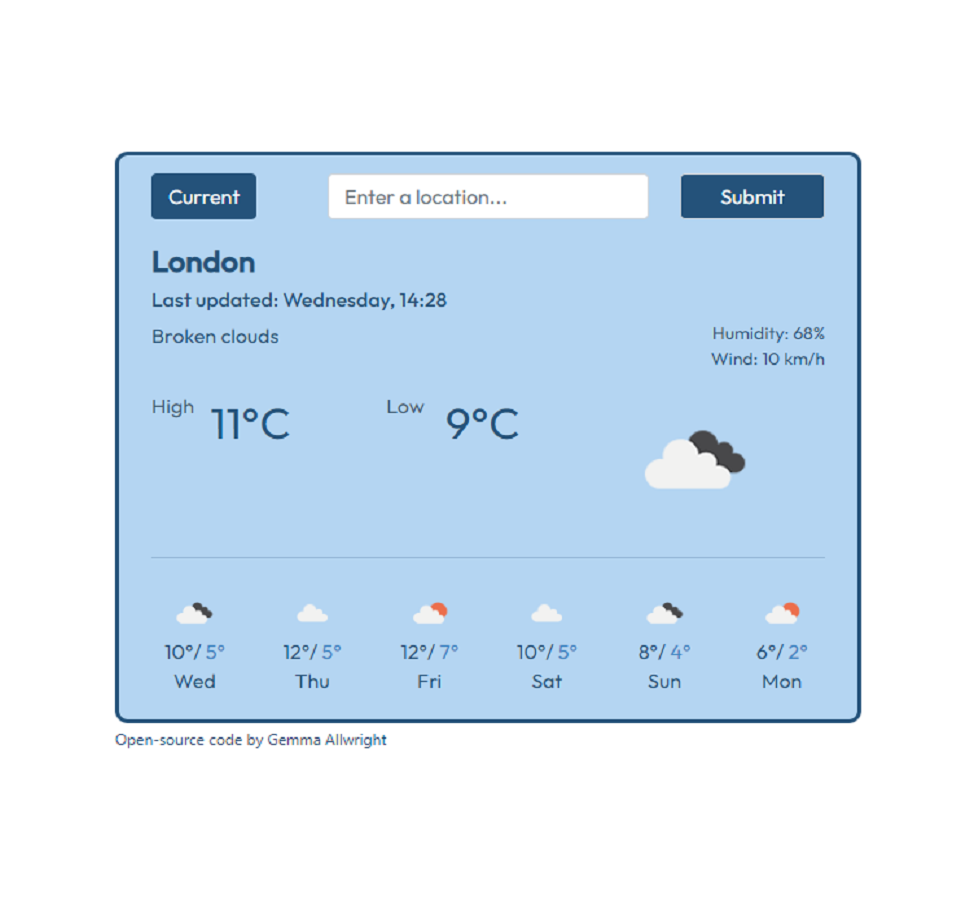 Current
Enter a location...
Submit
London
Last updated: Wednesday, 14:28
Broken clouds
Humidity: 68%
Wind: 10 km/h
High 11°C Low 9°C
10°/ 5° 12°/ 5° 12°/ 7° 10°/ 5° 8°/ 4° 6°/ 2°
Wed Thu Fri Sat Sun Mon
Open-source code by Gemma Allwright